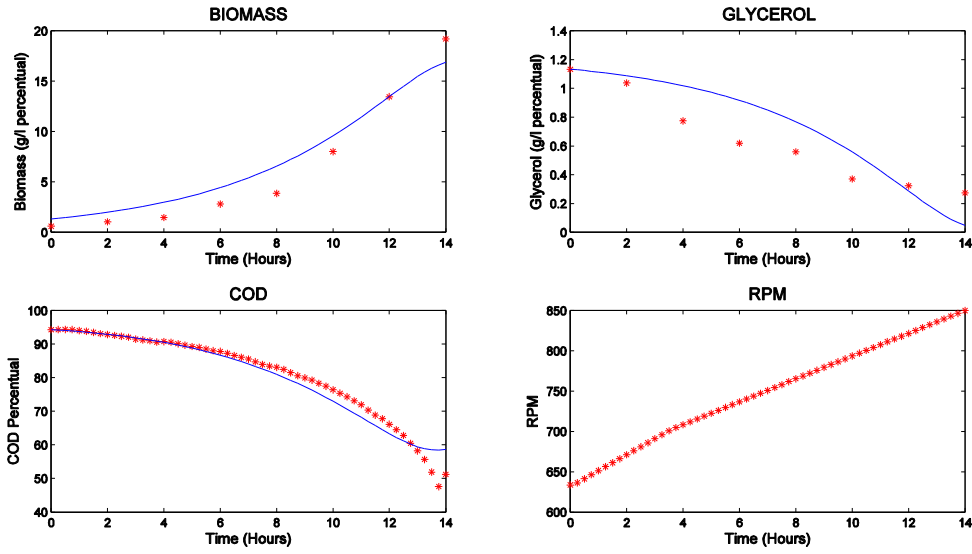 BIOMASS
Biomass (g/l percentual)
20
15
10
5
0
0 2 4 6 8 10 12 14
Time (Hours)
GLYCEROL
Glycerol (g/l percentual)
1.4
1.2
1
0.8
0.6
0.4
0.2
0
0 2 4 6 8 10 12 14
Time (Hours)
COD
COD Percentual
100
90
80
70
60
50
40
0 2 4 6 8 10 12 14
Time (Hours)
RPM
RPM
850
800
750
700
650
600
0 2 4 6 8 10 12 14
Time (Hours)